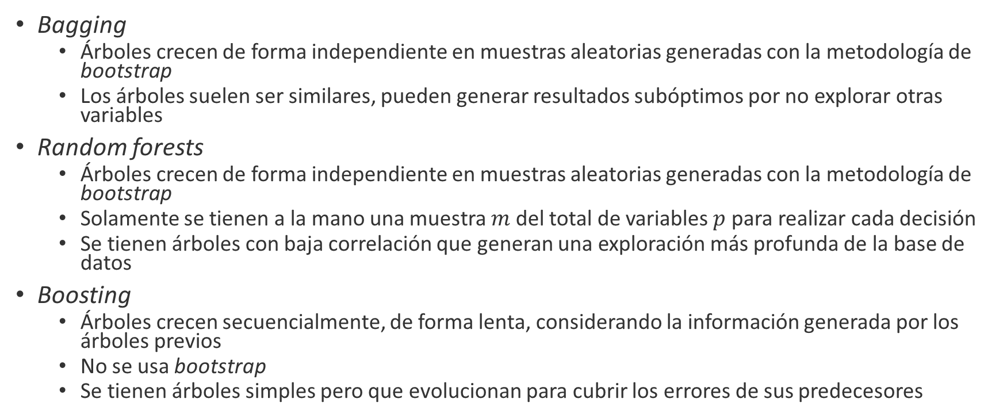 • Bagging
• Árboles crecen de forma independiente en muestras aleatorias generadas con la metodología de
bootstrap
• Los árboles suelen ser similares, pueden generar resultados subóptimos por no explorar otras
variables
• Random forests
• Árboles crecen de forma independiente en muestras aleatorias generadas con la metodología de
bootstrap
• Solamente se tienen a la mano una muestra m del total de variables p para realizar cada decisión
• Se tienen árboles con baja correlación que generan una exploración más profunda de la base de
datos
• Boosting
• Árboles crecen secuencialmente, de forma lenta, considerando la información generada por los
árboles previos
• No se usa bootstrap
• Se tienen árboles simples pero que evolucionan para cubrir los errores de sus predecesores